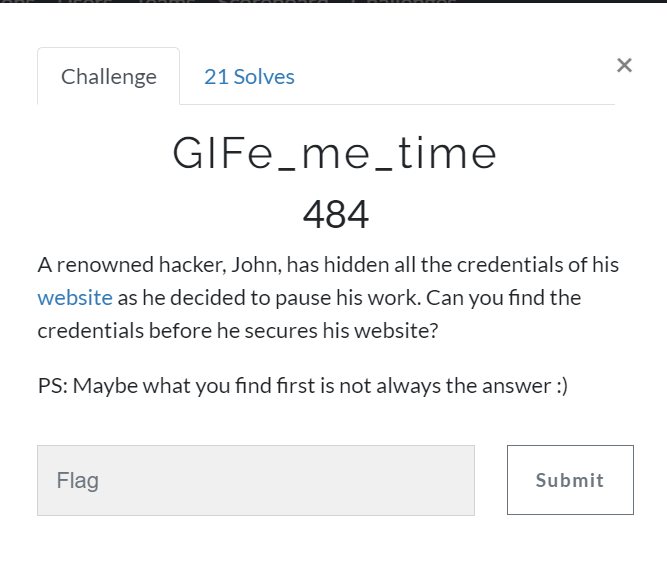 Challenge
21 Solves
×
GIFe_me_time
484
A renowned hacker, John, has hidden all the credentials of his
website as he decided to pause his work. Can you find the
credentials before he secures his website?
PS: Maybe what you find first is not always the answer :)
Flag
Submit